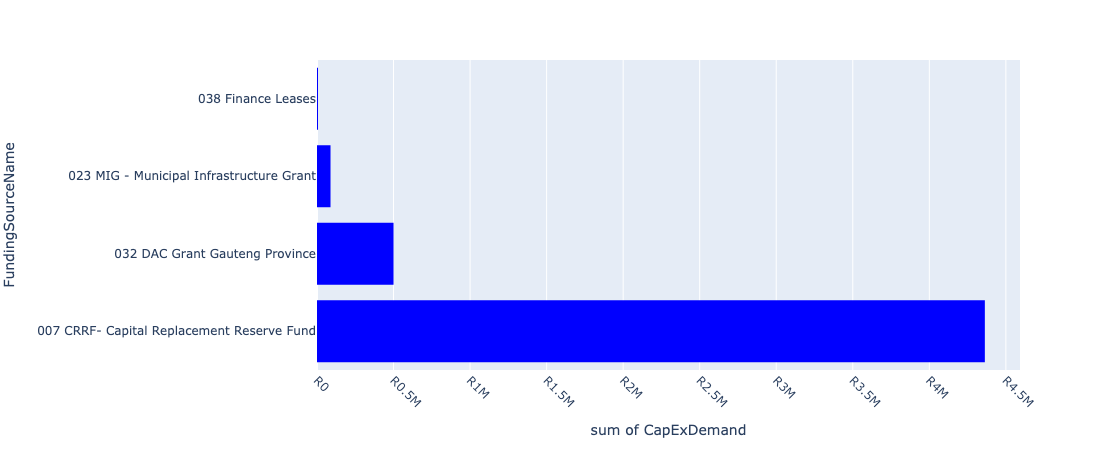 FundingSourceName
038 Finance Leases
023 MIG - Municipal Infrastructure Grant
032 DAC Grant Gauteng Province
007 CRRF- Capital Replacement Reserve Fund
R0
R0.5M
R1M
R1.5M
R2M
R2.5M
R3M
R3.5M
R4M
R4.5M
sum of CapExDemand